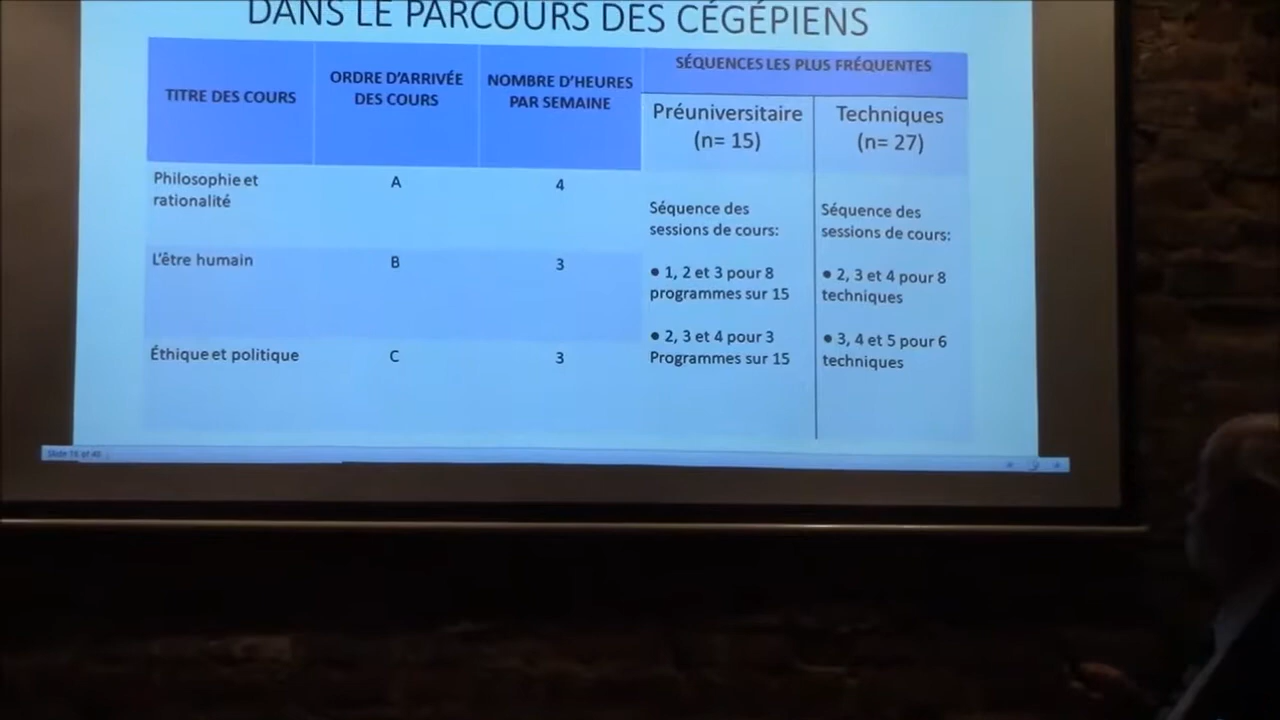 DANS LE PARCOURS DES CÉGÉPIENS
TITRE DES COURS
ORDRE D'ARRIVÉE
DES COURS
NOMBRE D'HEURES
PAR SEMAINE
SÉQUENCES LES PLUS FRÉQUENTES
Préuniversitaire
(n= 15)
Techniques
(n= 27)
Philosophie et
rationalité
A
4
L'être humain
B
3
Éthique et politique
C
3
Séquence des
sessions de cours:
• 1, 2 et 3 pour 8
programmes sur 15
• 2, 3 et 4 pour 3
Programmes sur 15
Séquence des
sessions de cours:
• 2, 3 et 4 pour 8
techniques
• 3, 4 et 5 pour 6
techniques
Slide of